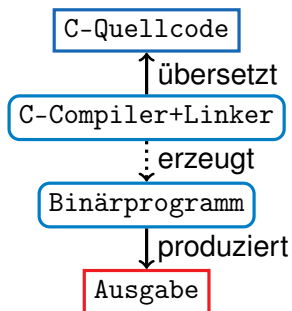 C-Quellcode
übersetzt
C-Compiler+Linker
erzeugt
Binärprogramm
produziert
Ausgabe